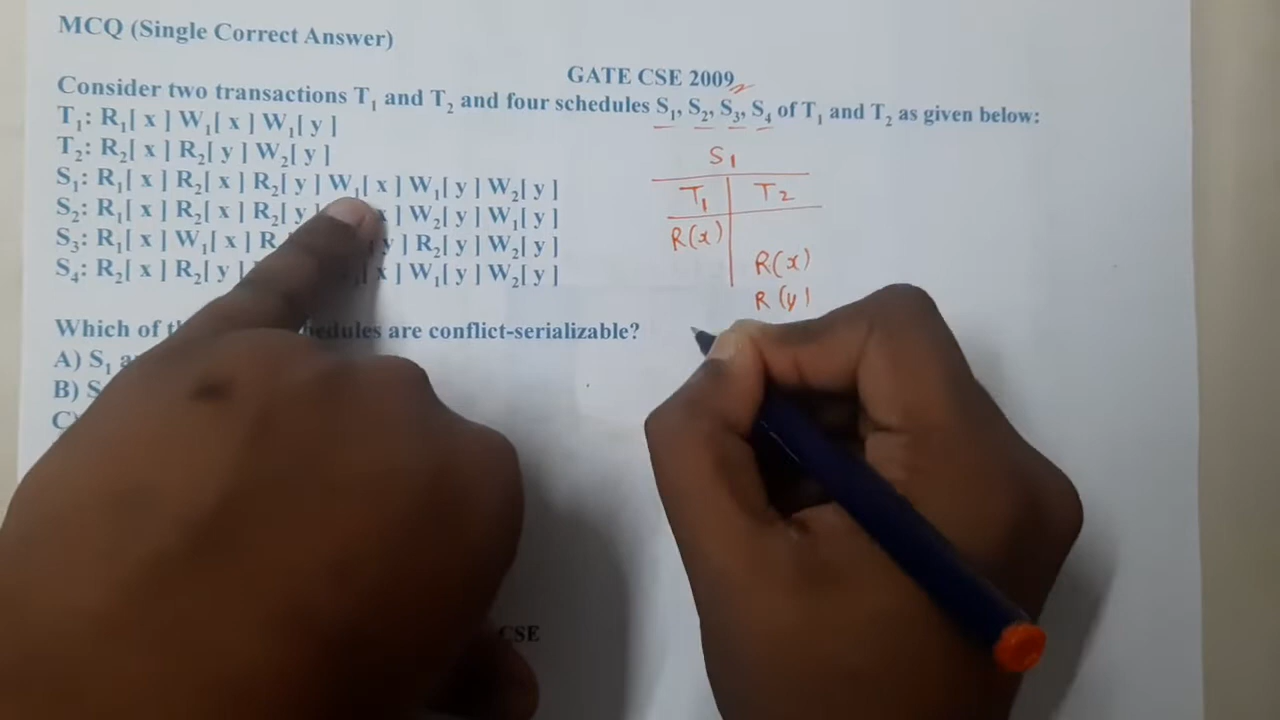 MCQ (Single Correct Answer)
GATE CSE 2009
Consider two transactions T₁ and T₂ and four schedules S₁, S₂, S₃, S₄ of T₁ and T₂ as given below:
T₁: R₁[ x ] W₁[ x ] W₁[ y ]
T₂: R₂[ x ] R₂[ y ] W₂[ y ]
S₁: R₁[ x ] R₂[ x ] R₂[ y ] W₁[ x ] W₁[ y ] W₂[ y ]
S₂: R₁[ x ] R₂[ x ] R₂[ y x ] W₂[ y ] W₁[ y ]
S₃: R₁[ x ] W₁[ x ] R y ] R₂[ y ] W₂[ y ]
S₄: R₂[ x ] R₂[ y ] x ] W₁[ y ] W₂[ y ]
Which of schedules are conflict-serializable?
A) S₁
B) S
C)
CSE
S₁
T₁ T₂
R(x)
R(x)
R(y)